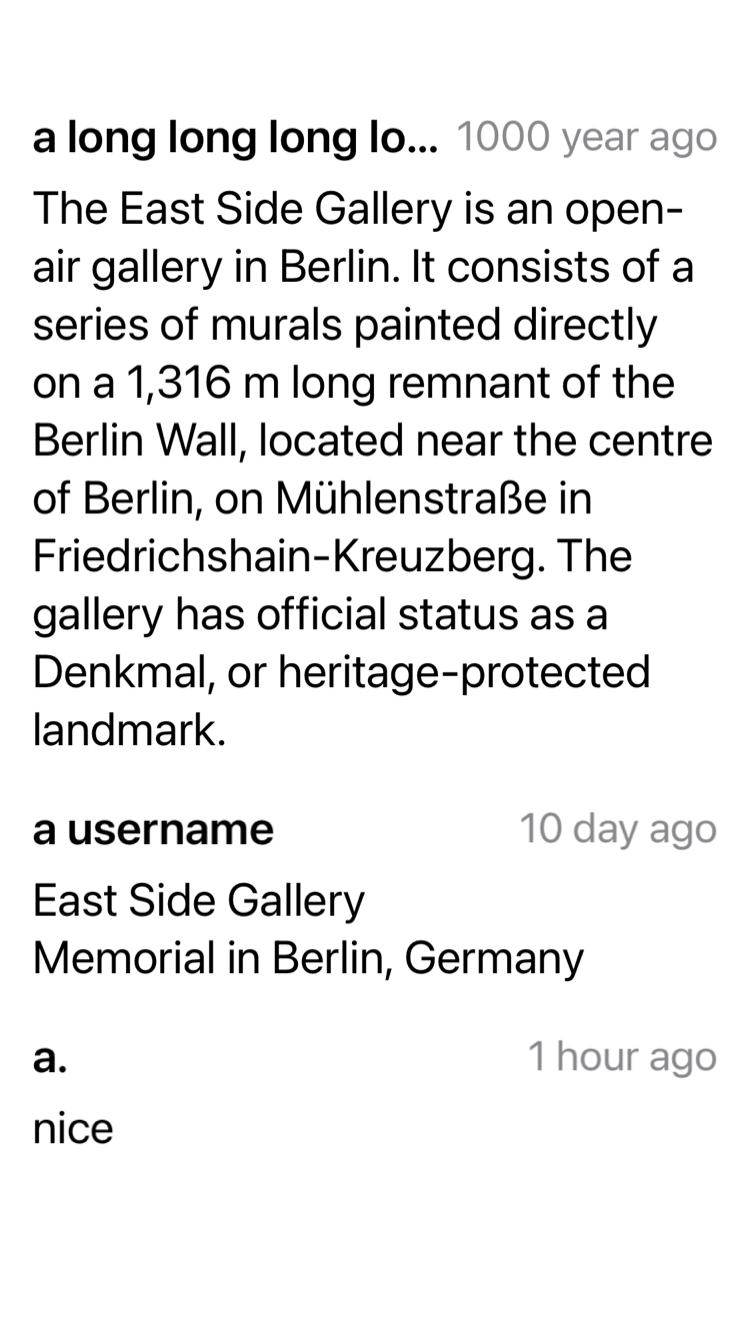 a long long long lo... 1000 year ago
The East Side Gallery is an open-
air gallery in Berlin. It consists of a
series of murals painted directly
on a 1,316 m long remnant of the
Berlin Wall, located near the centre
of Berlin, on Mühlenstraße in
Friedrichshain-Kreuzberg. The
gallery has official status as a
Denkmal, or heritage-protected
landmark.
a username 10 day ago
East Side Gallery
Memorial in Berlin, Germany
a. 1 hour ago
nice